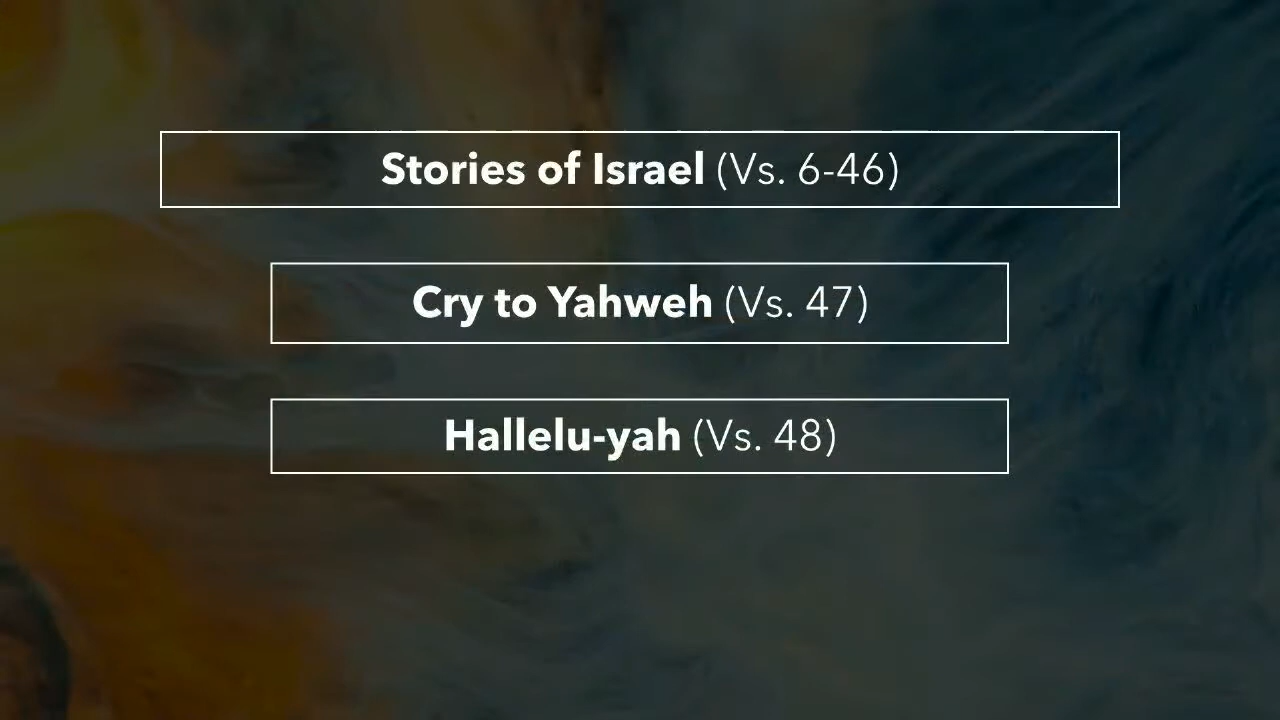 Stories of Israel (Vs. 6-46)
Cry to Yahweh (Vs. 47)
Hallelu-yah (Vs. 48)